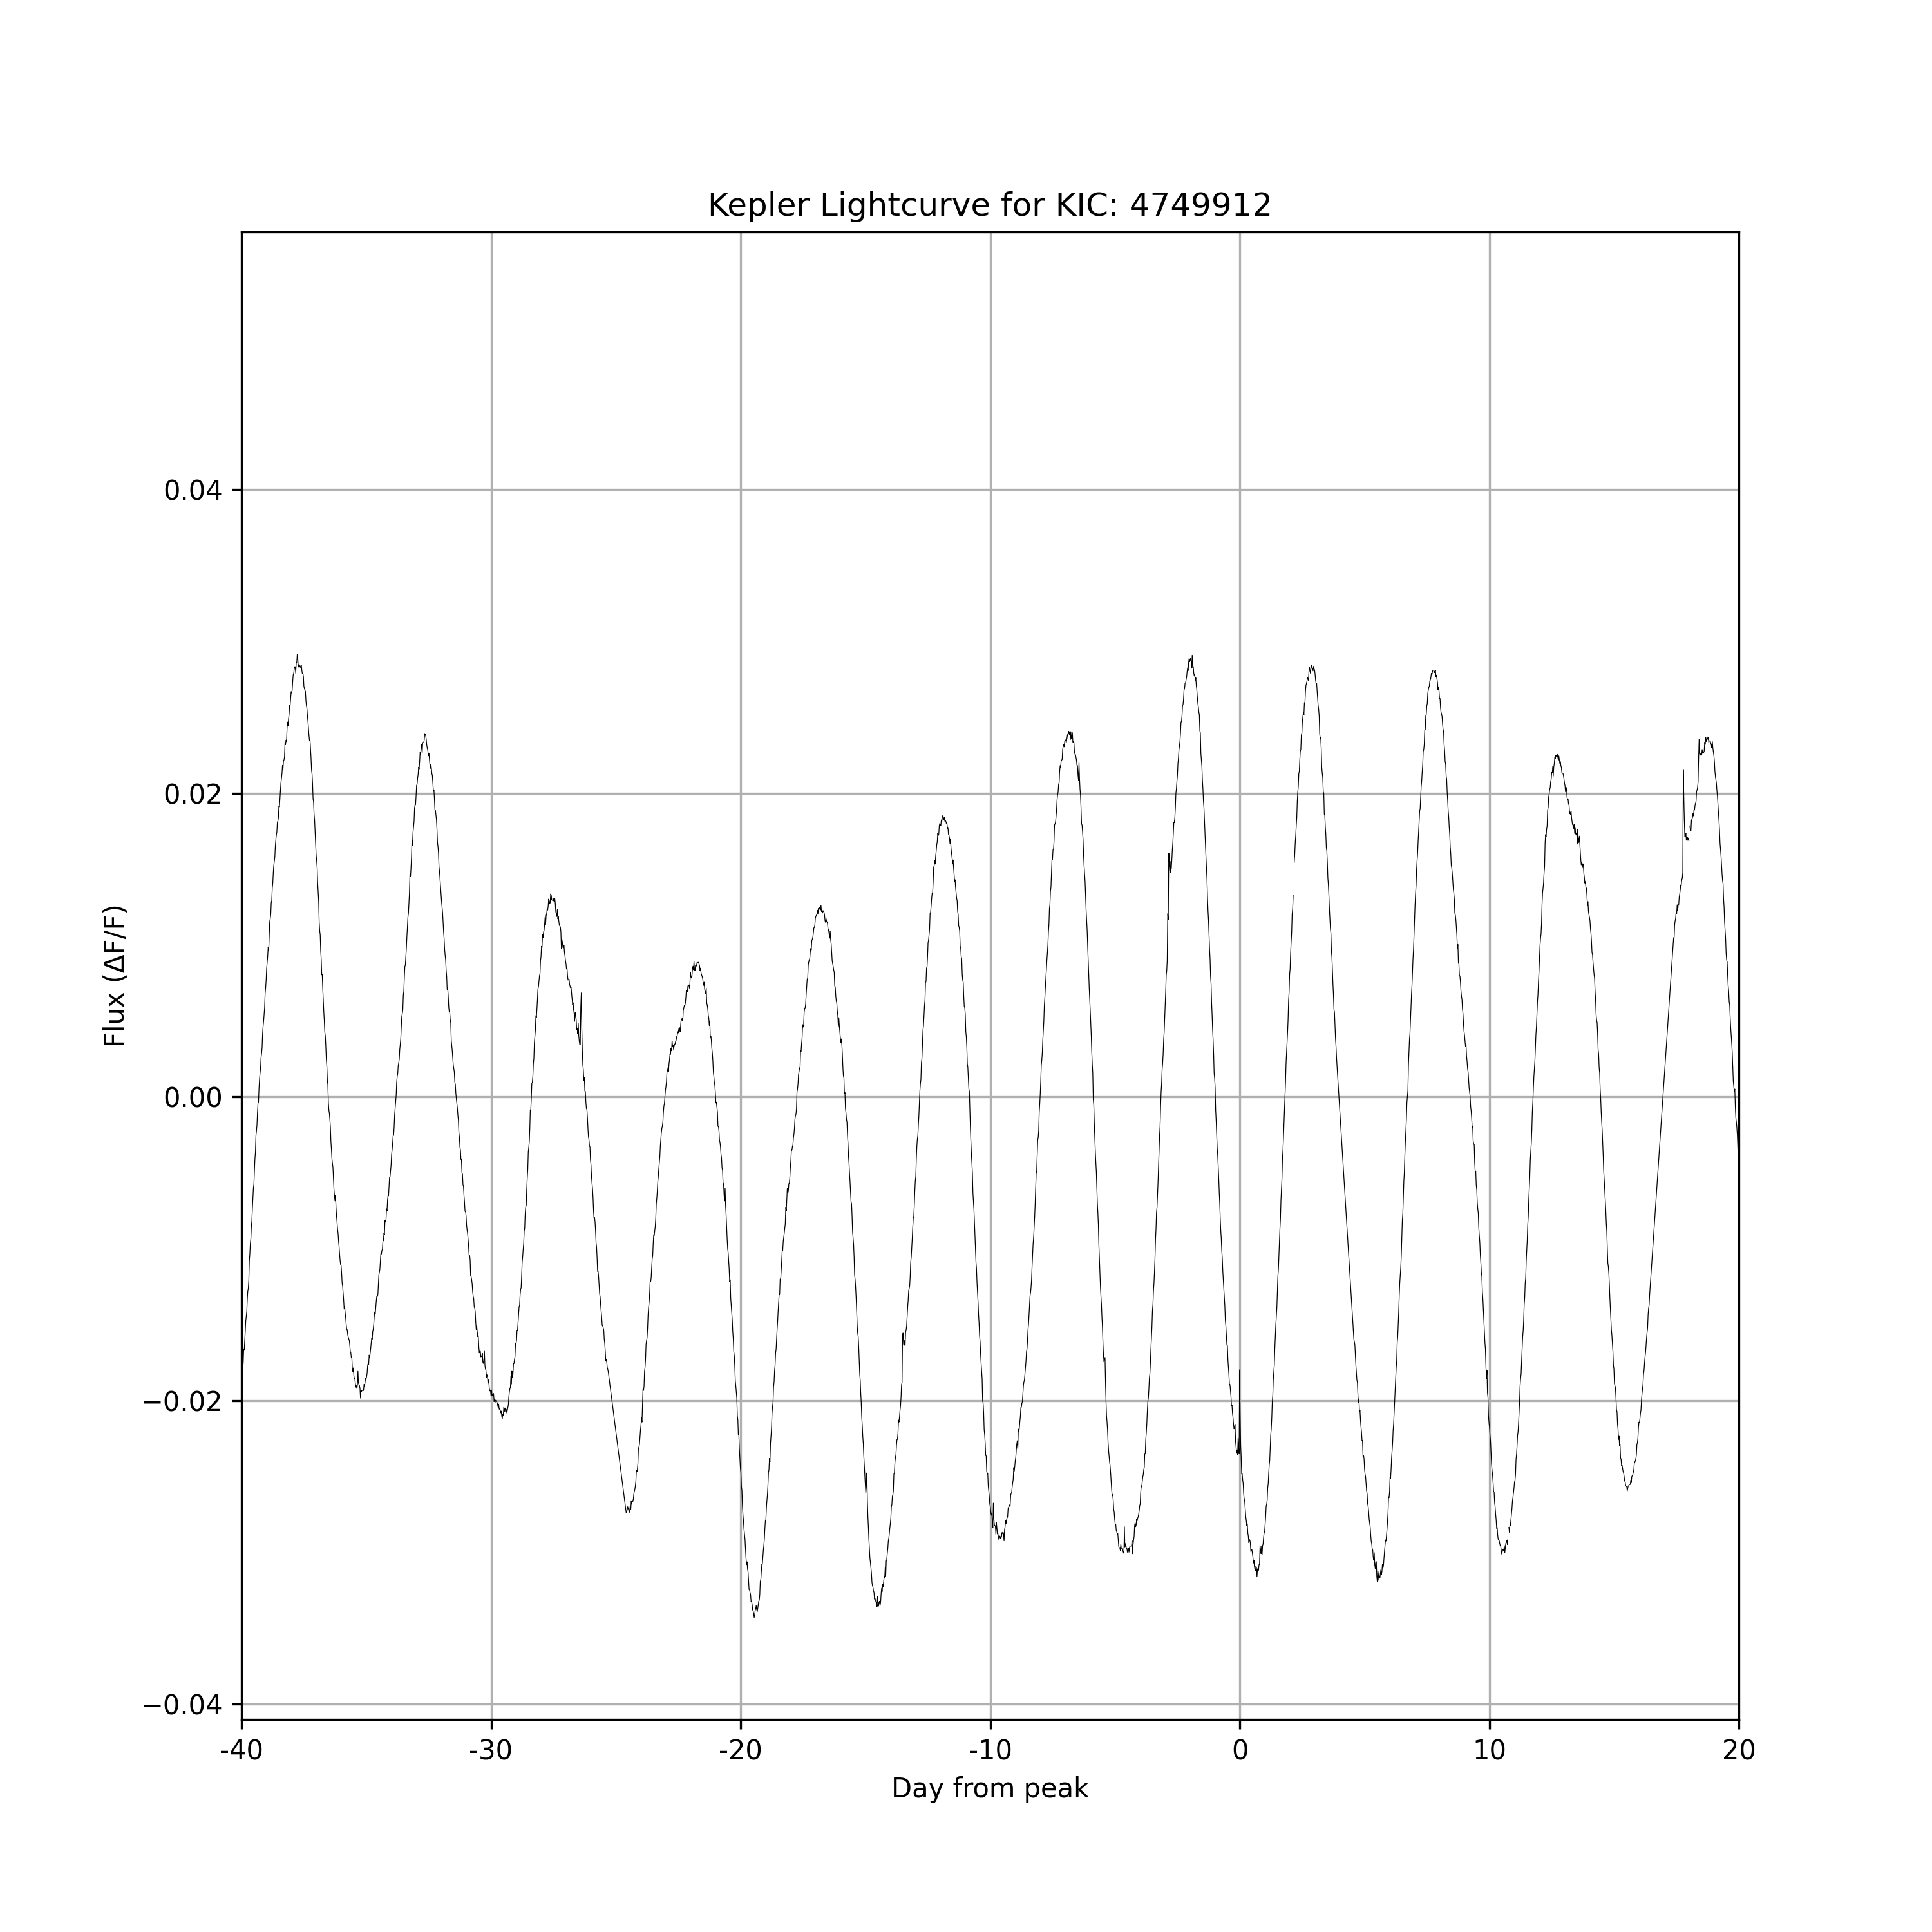 Kepler Lightcurve for KIC: 4749912
Flux (ΔF/F)
0.04
0.02
0.00
−0.02
−0.04
-40 -30 -20 -10 0 10 20
Day from peak